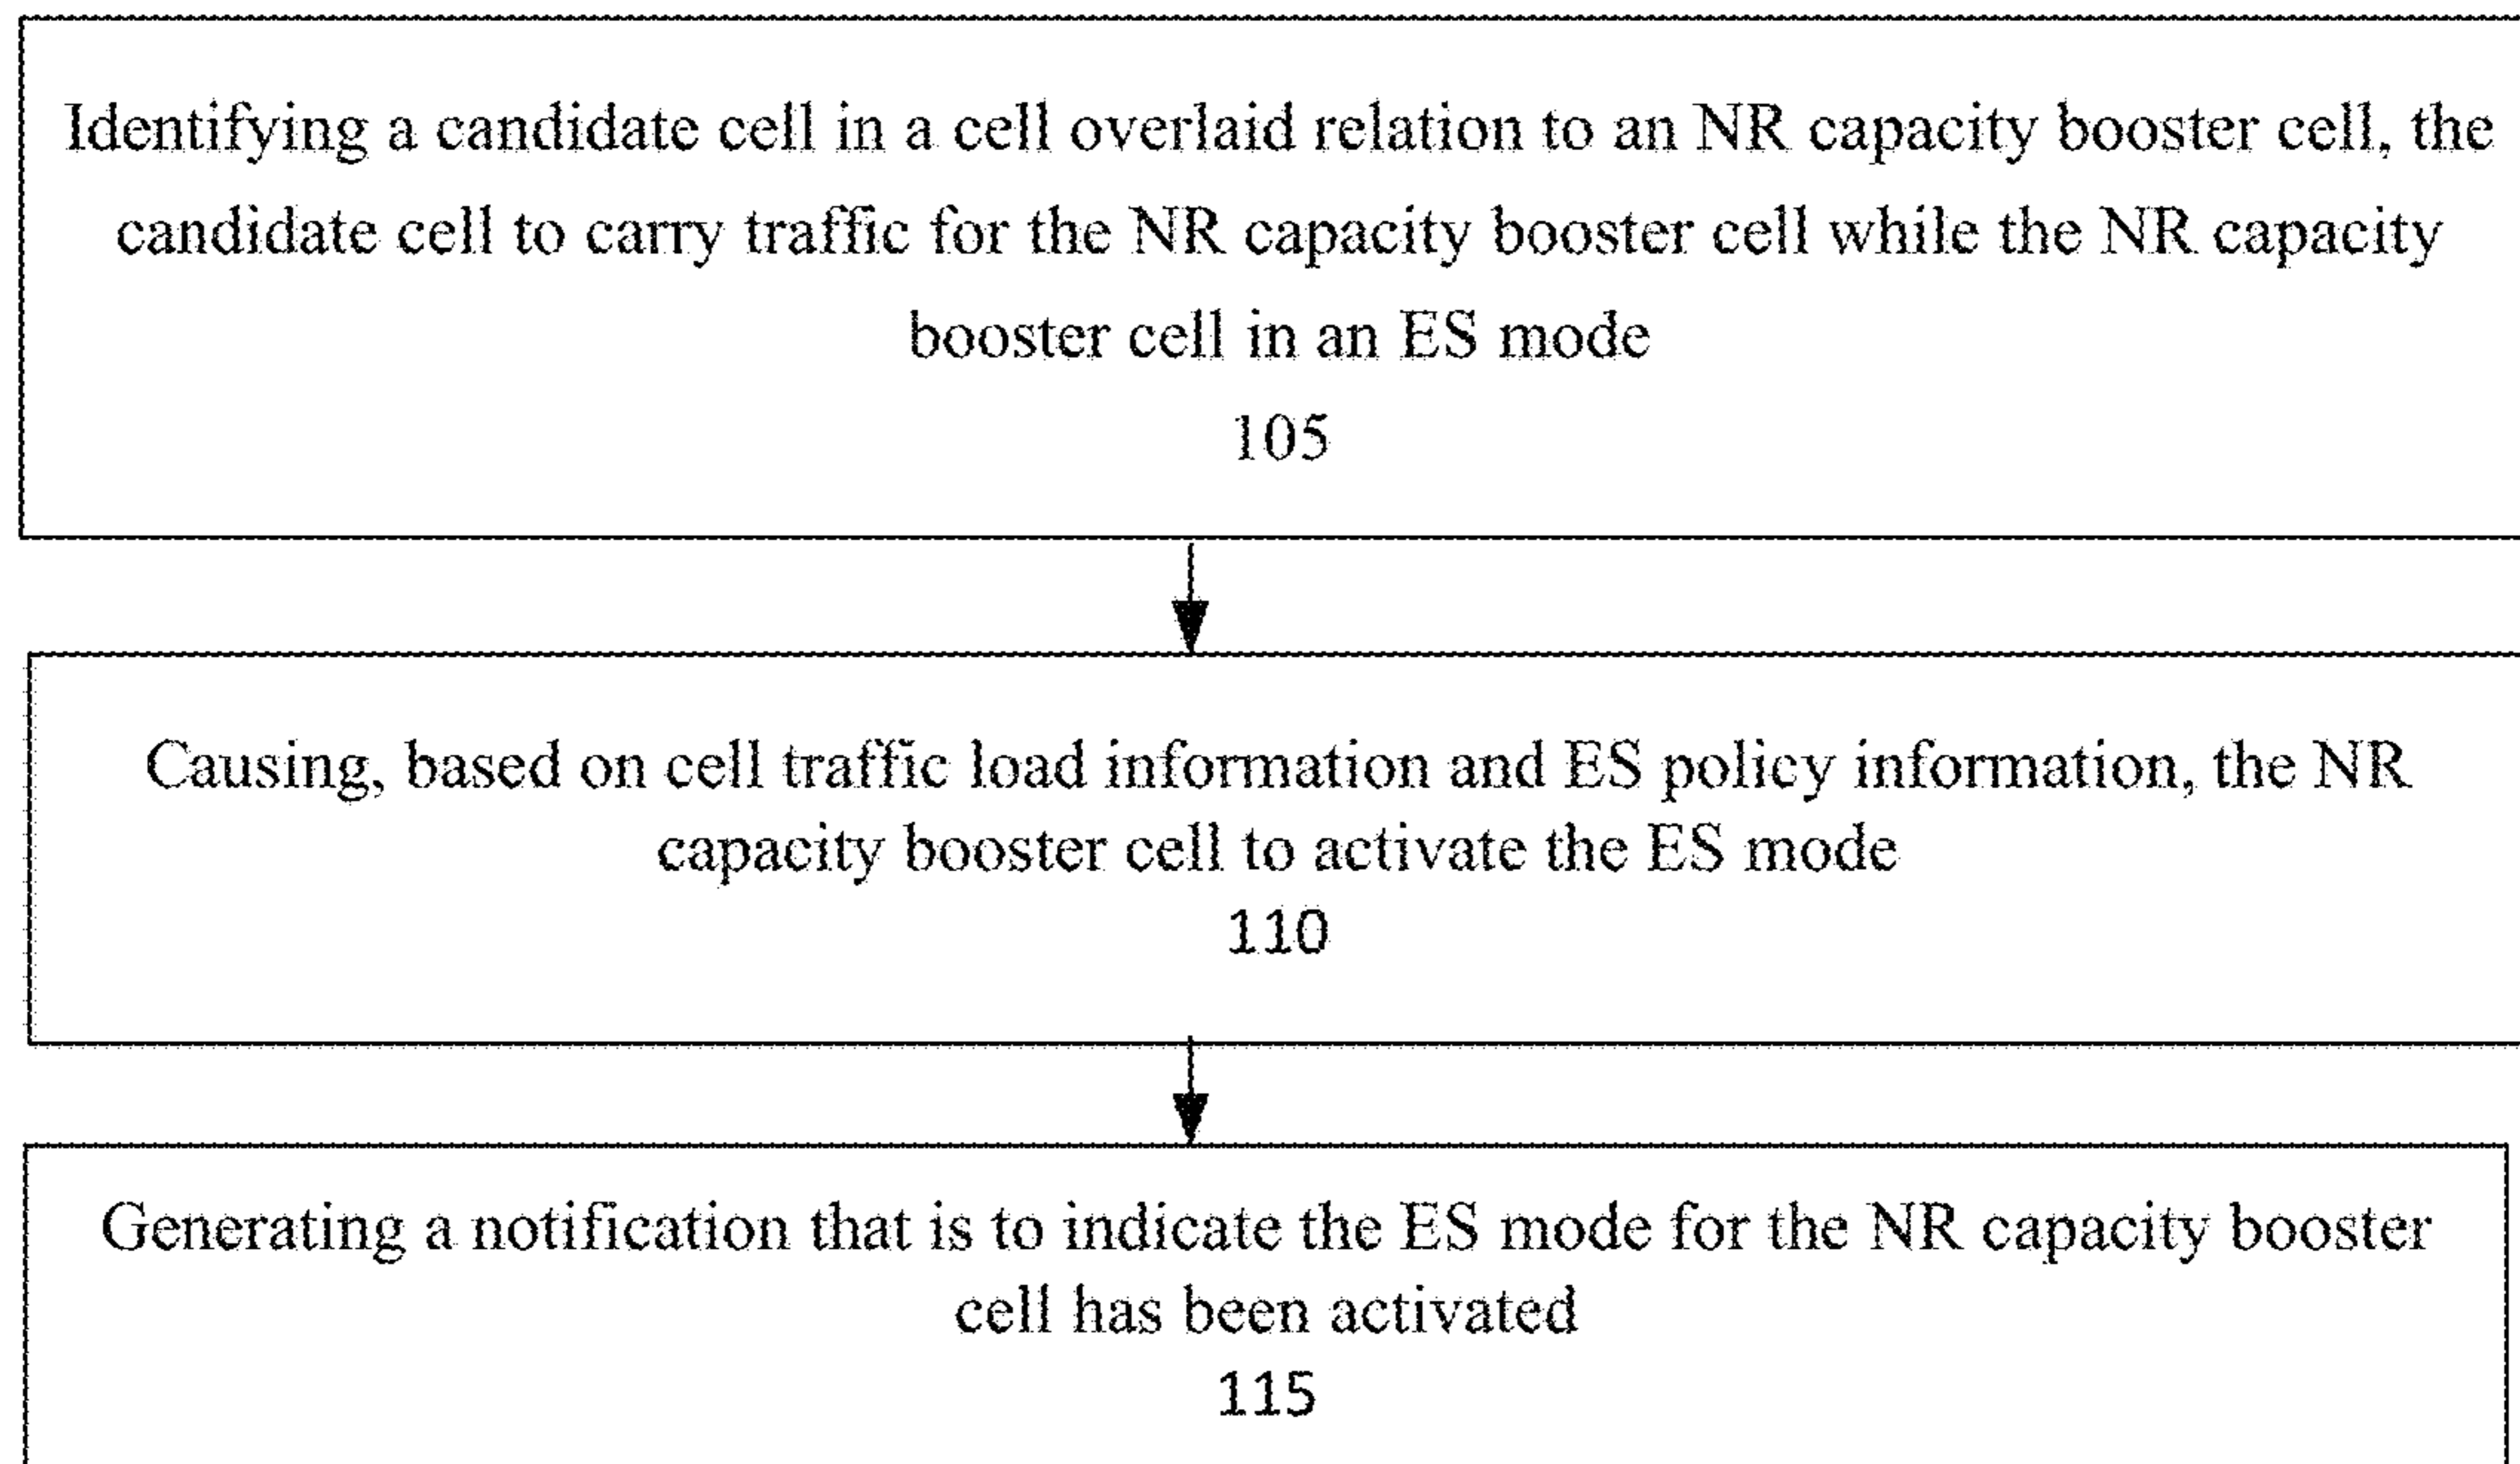 Identifying a candidate cell in a cell overlaid relation to an NR capacity booster cell, the
candidate cell to carry traffic for the NR capacity booster cell while the NR capacity
booster cell in an ES mode
105
Causing, based on cell traffic load information and ES policy information, the NR
capacity booster cell to activate the ES mode
110
Generating a notification that is to indicate the ES mode for the NR capacity booster
cell has been activated
115